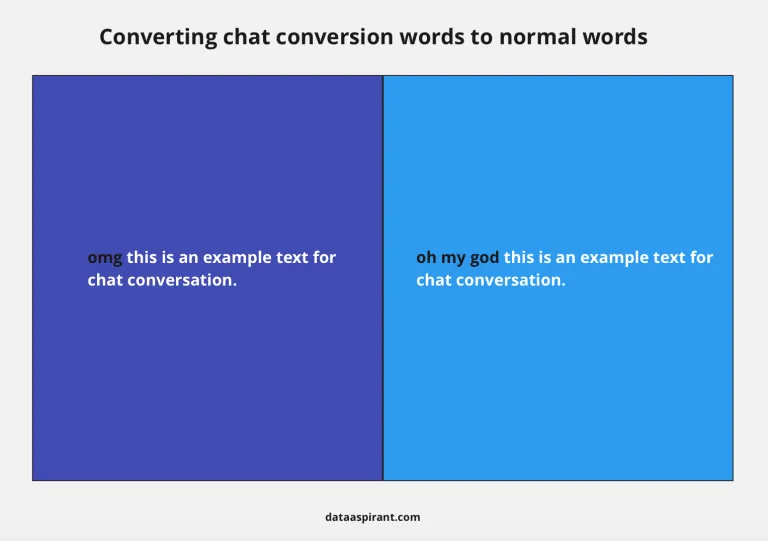 Converting chat conversion words to normal words
omg this is an example text for
chat conversation.
oh my god this is an example text for
chat conversation.
dataaspirant.com